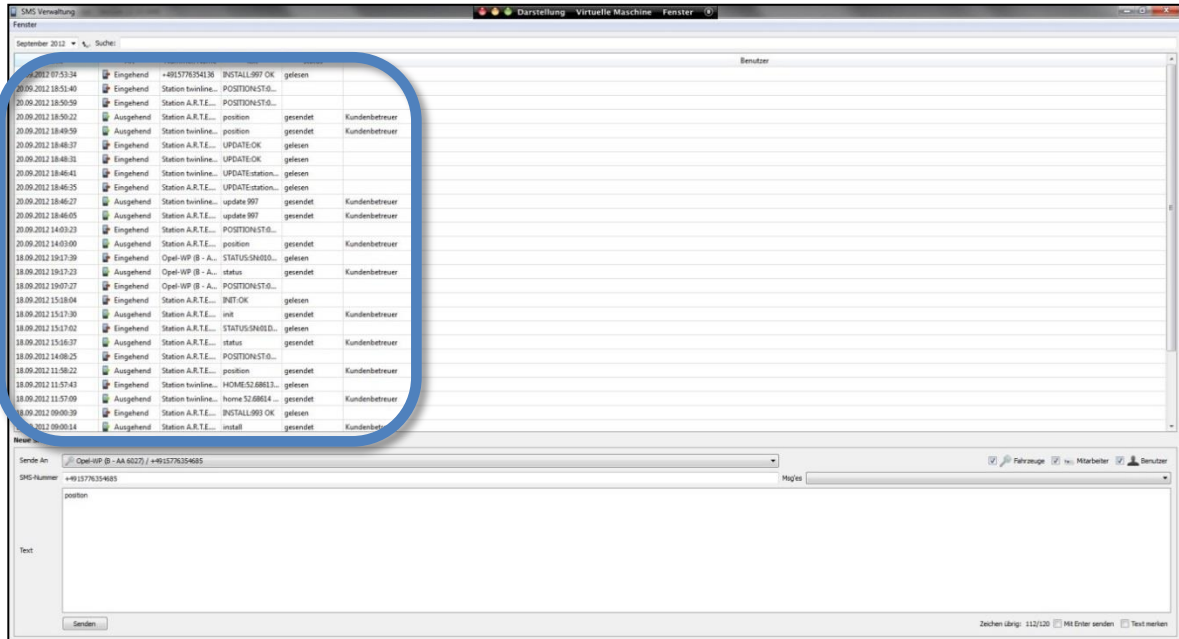 SMS Verwaltung
Darstellung Virtuelle Maschine Fenster
Fenster
September 2012 Suche:
Benutzer
.09.2012 07:53:34 Eingehend +4915776354136 INSTALL:997 OK gelesen
20.09.2012 18:51:40 Eingehend Station twinline... POSITION:ST:0...
20.09.2012 18:50:59 Eingehend Station A.R.T.E.... POSITION:ST:0...
20.09.2012 18:50:22 Ausgehend Station A.R.T.E.... position gesendet Kundenbetreuer
20.09.2012 18:49:59 Ausgehend Station twinline... position gesendet Kundenbetreuer
20.09.2012 18:48:37 Eingehend Station A.R.T.E.... UPDATE:OK gelesen
20.09.2012 18:48:31 Eingehend Station twinline... UPDATE:OK gelesen
20.09.2012 18:46:41 Eingehend Station twinline... UPDATE:station... gelesen
20.09.2012 18:46:35 Eingehend Station A.R.T.E.... UPDATE:station... gelesen
20.09.2012 18:46:27 Ausgehend Station twinline... update 997 gesendet Kundenbetreuer
20.09.2012 18:46:05 Ausgehend Station A.R.T.E.... update 997 gesendet Kundenbetreuer
20.09.2012 14:03:23 Eingehend Station A.R.T.E.... POSITION:ST:0...
20.09.2012 14:03:00 Ausgehend Station A.R.T.E.... position gesendet Kundenbetreuer
18.09.2012 19:17:39 Eingehend Opel-WP (B - A... STATUS:SN:010... gelesen
18.09.2012 19:17:23 Ausgehend Opel-WP (B - A... status gesendet Kundenbetreuer
18.09.2012 19:07:27 Eingehend Opel-WP (B - A... POSITION:ST:0...
18.09.2012 15:18:04 Eingehend Station A.R.T.E.... INIT:OK gelesen
18.09.2012 15:17:30 Ausgehend Station A.R.T.E.... init gesendet Kundenbetreuer
18.09.2012 15:17:02 Eingehend Station A.R.T.E.... STATUS:SN:01D... gelesen
18.09.2012 15:16:37 Ausgehend Station A.R.T.E.... status gesendet Kundenbetreuer
18.09.2012 14:08:25 Eingehend Station A.R.T.E.... POSITION:ST:0...
18.09.2012 11:58:22 Ausgehend Station A.R.T.E.... position gesendet Kundenbetreuer
18.09.2012 11:57:43 Eingehend Station twinline... HOME:52.68613... gelesen
18.09.2012 11:57:09 Ausgehend Station twinline... home 52.68614 ... gesendet Kundenbetreuer
18.09.2012 09:00:39 Eingehend Station A.R.T.E.... INSTALL:993 OK gelesen
.09.2012 09:00:14 Ausgehend Station A.R.T.E.... install gesendet
Neue
Sende An Opel-WP (B - AA 6027) / +4915776354685 Fahrzeuge Mitarbeiter Benutzer
SMS-Nummer +4915776354685 Msg'es
position
Text
Senden Zeichen übrig: 112/120 Mit Enter senden Text merken